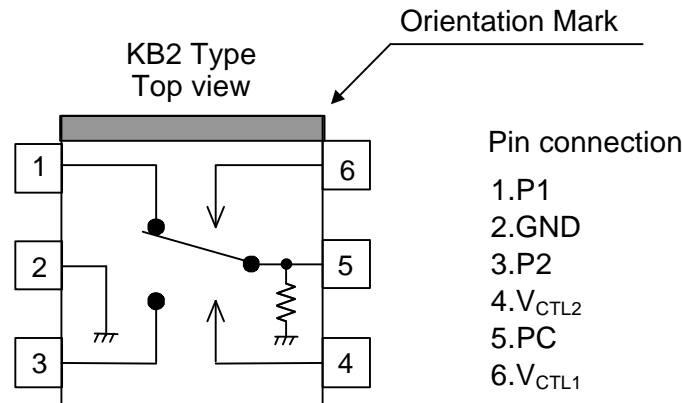 Orientation Mark
KB2 Type
Top view
1
2
3
6
5
4
Pin connection
1.P1
2.GND
3.P2
4.VCTL2
5.PC
6.VCTL1